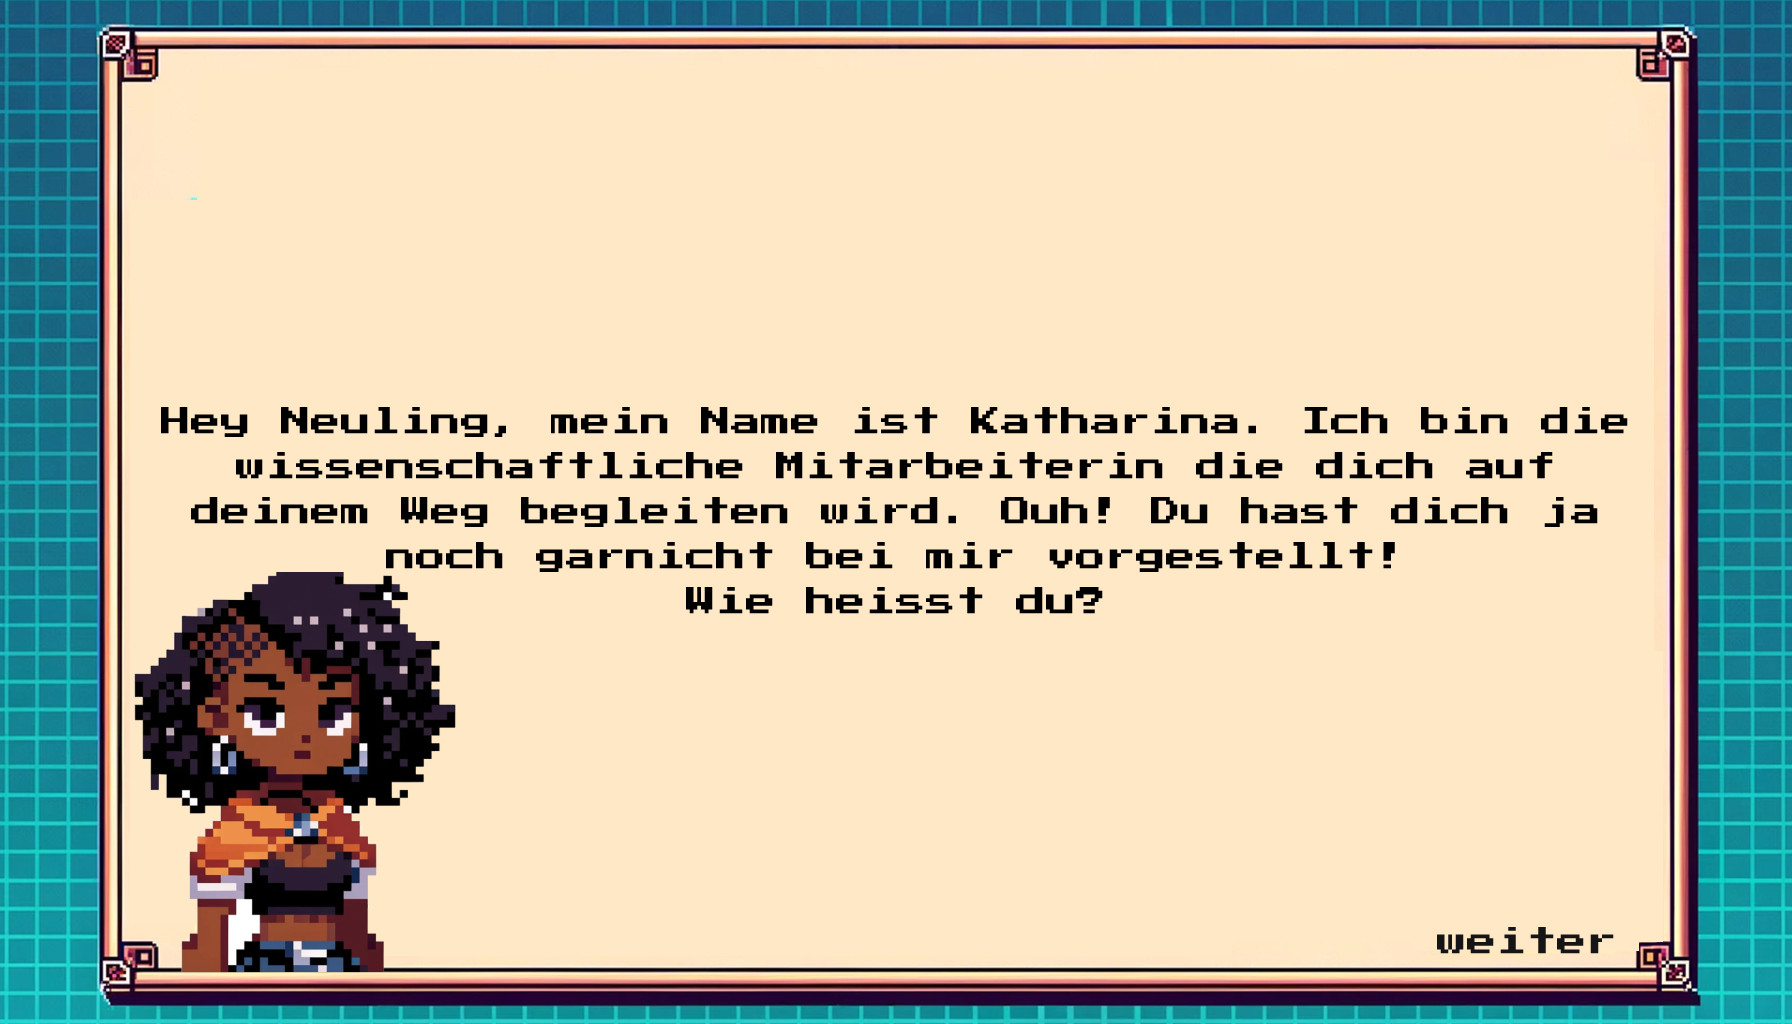 Hey Neuling, mein Name ist Katharina. Ich bin die
wissenschaftliche Mitarbeiterin die dich auf
deinem Weg begleiten wird. Ouh! Du hast dich ja
noch garnicht bei mir vorgestellt!
Wie heisst du?
weiter